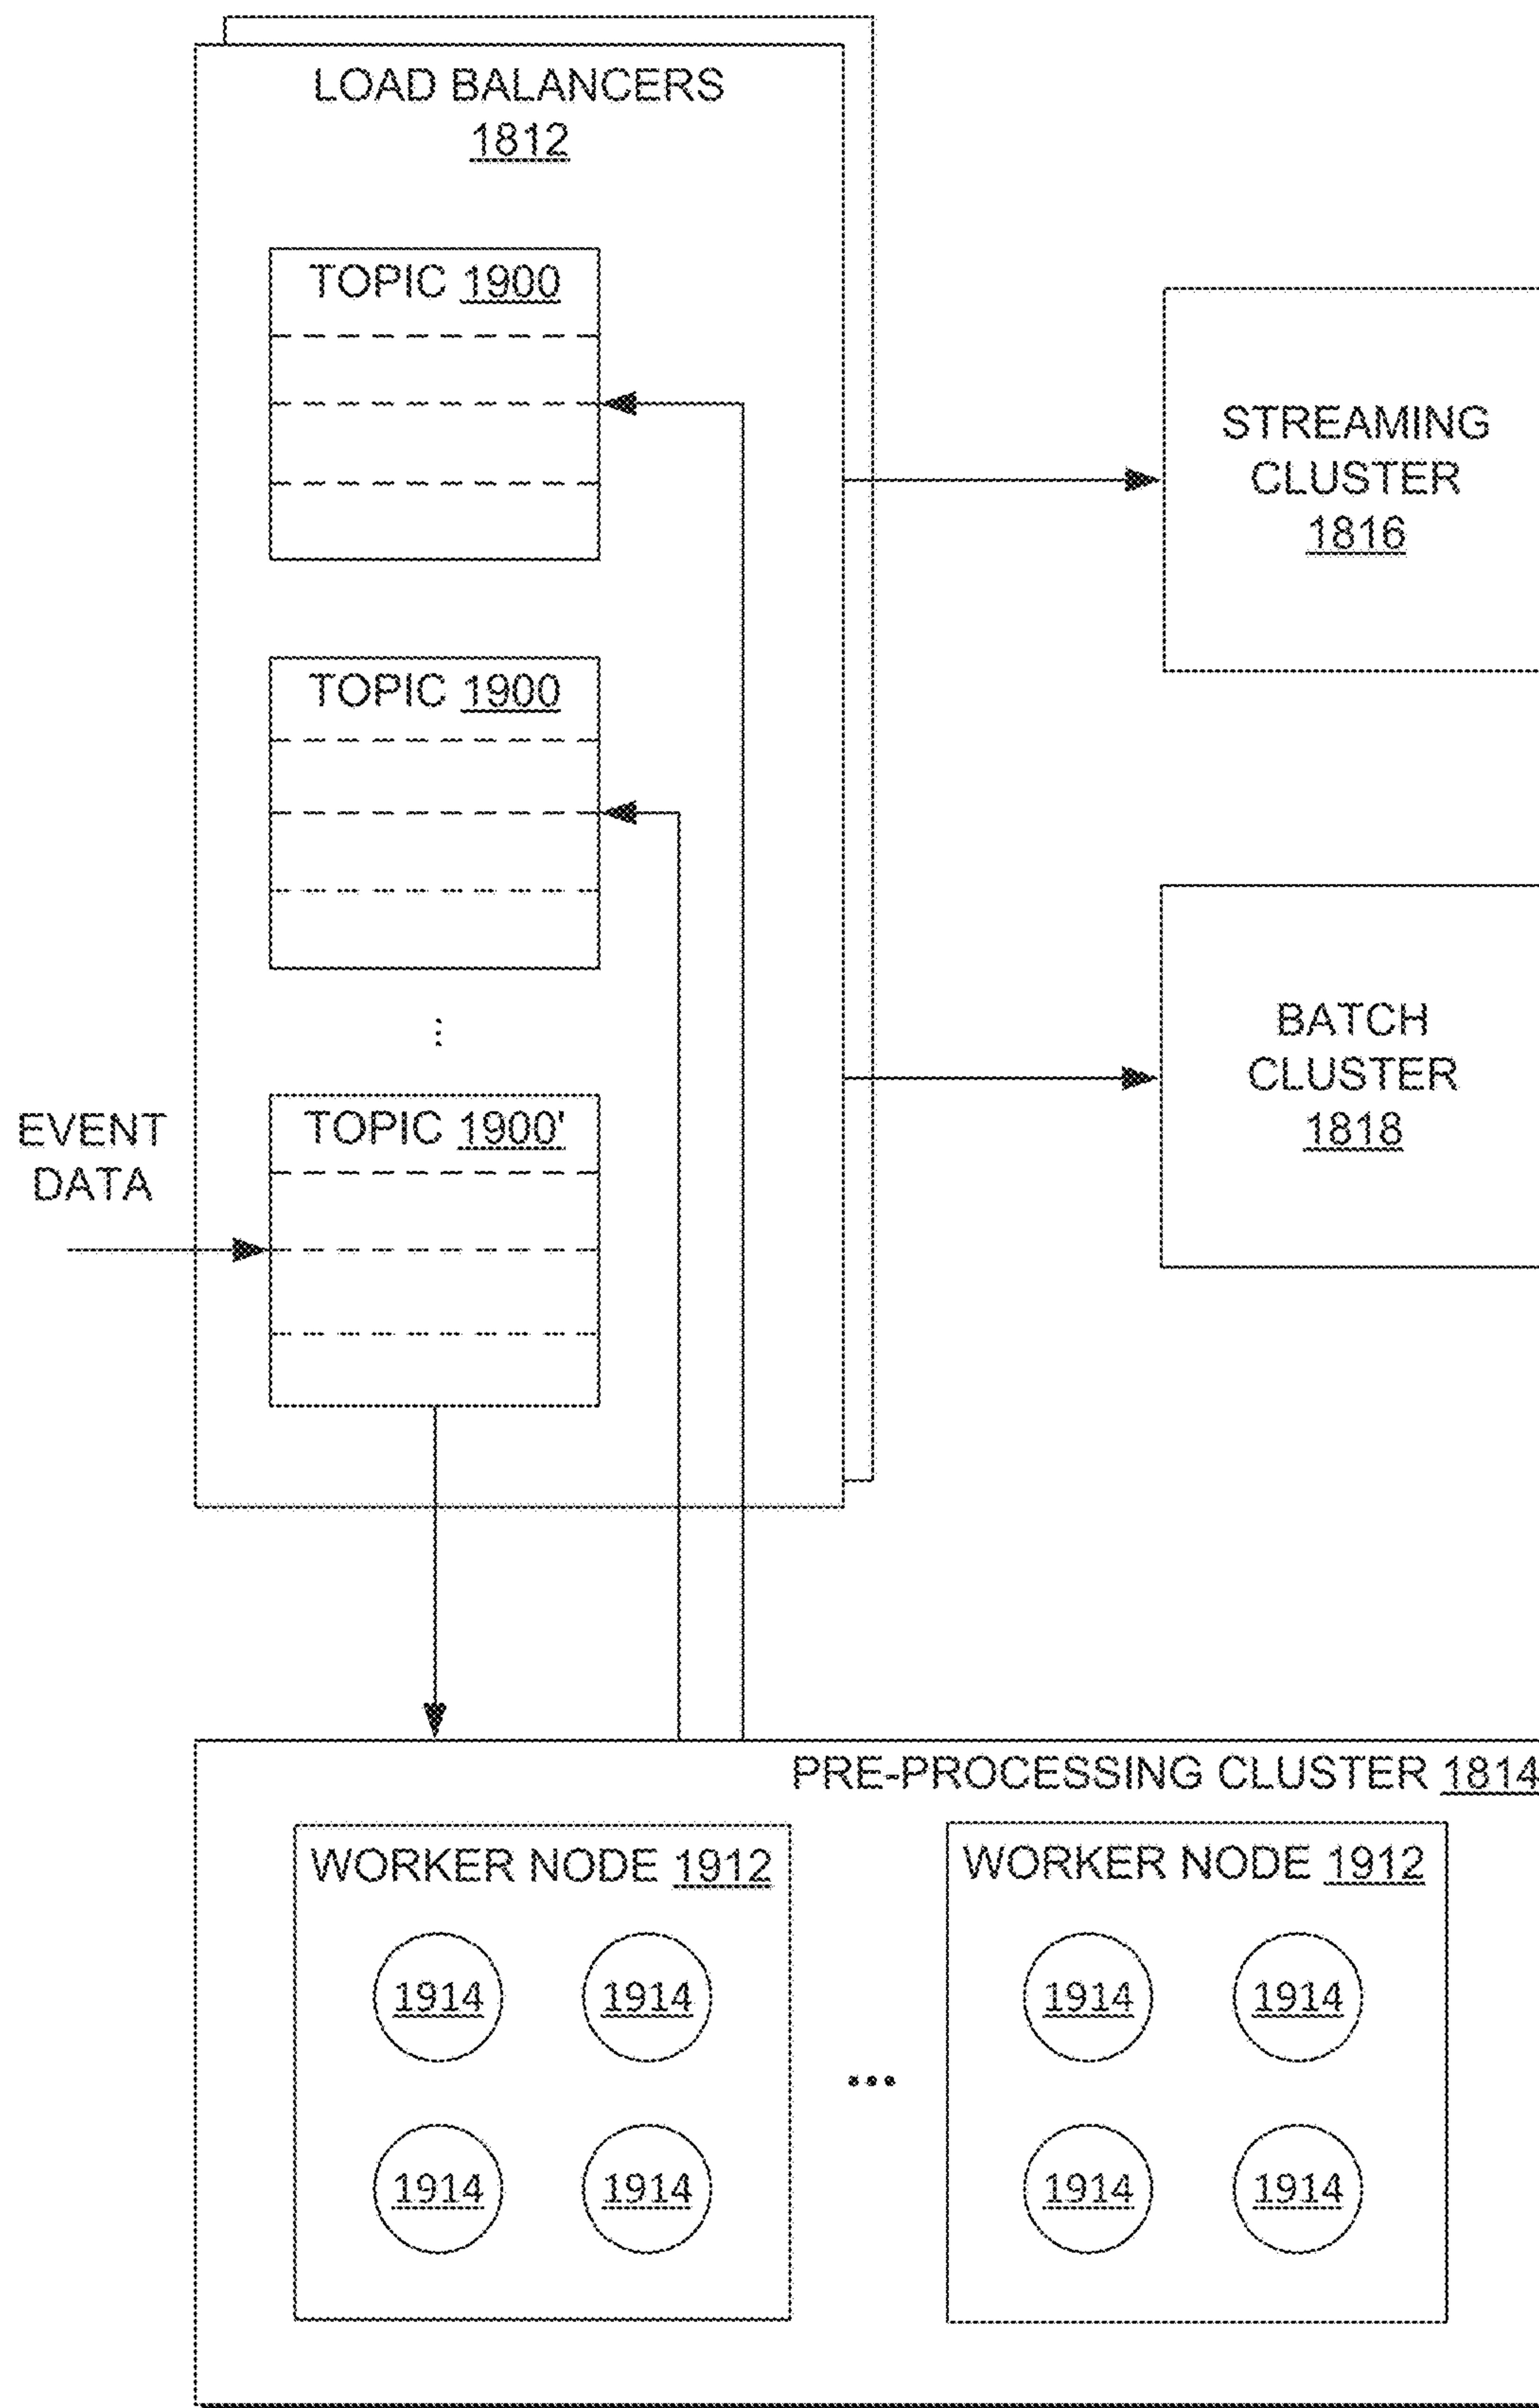 LOAD BALANCERS
1812
TOPIC 1900
STREAMING
CLUSTER
1816
TOPIC 1900
...
BATCH
CLUSTER
1818
TOPIC 1900'
EVENT
DATA
PRE-PROCESSING CLUSTER 1814
WORKER NODE 1912
1914 1914
1914 1914
...
WORKER NODE 1912
1914 1914
1914 1914